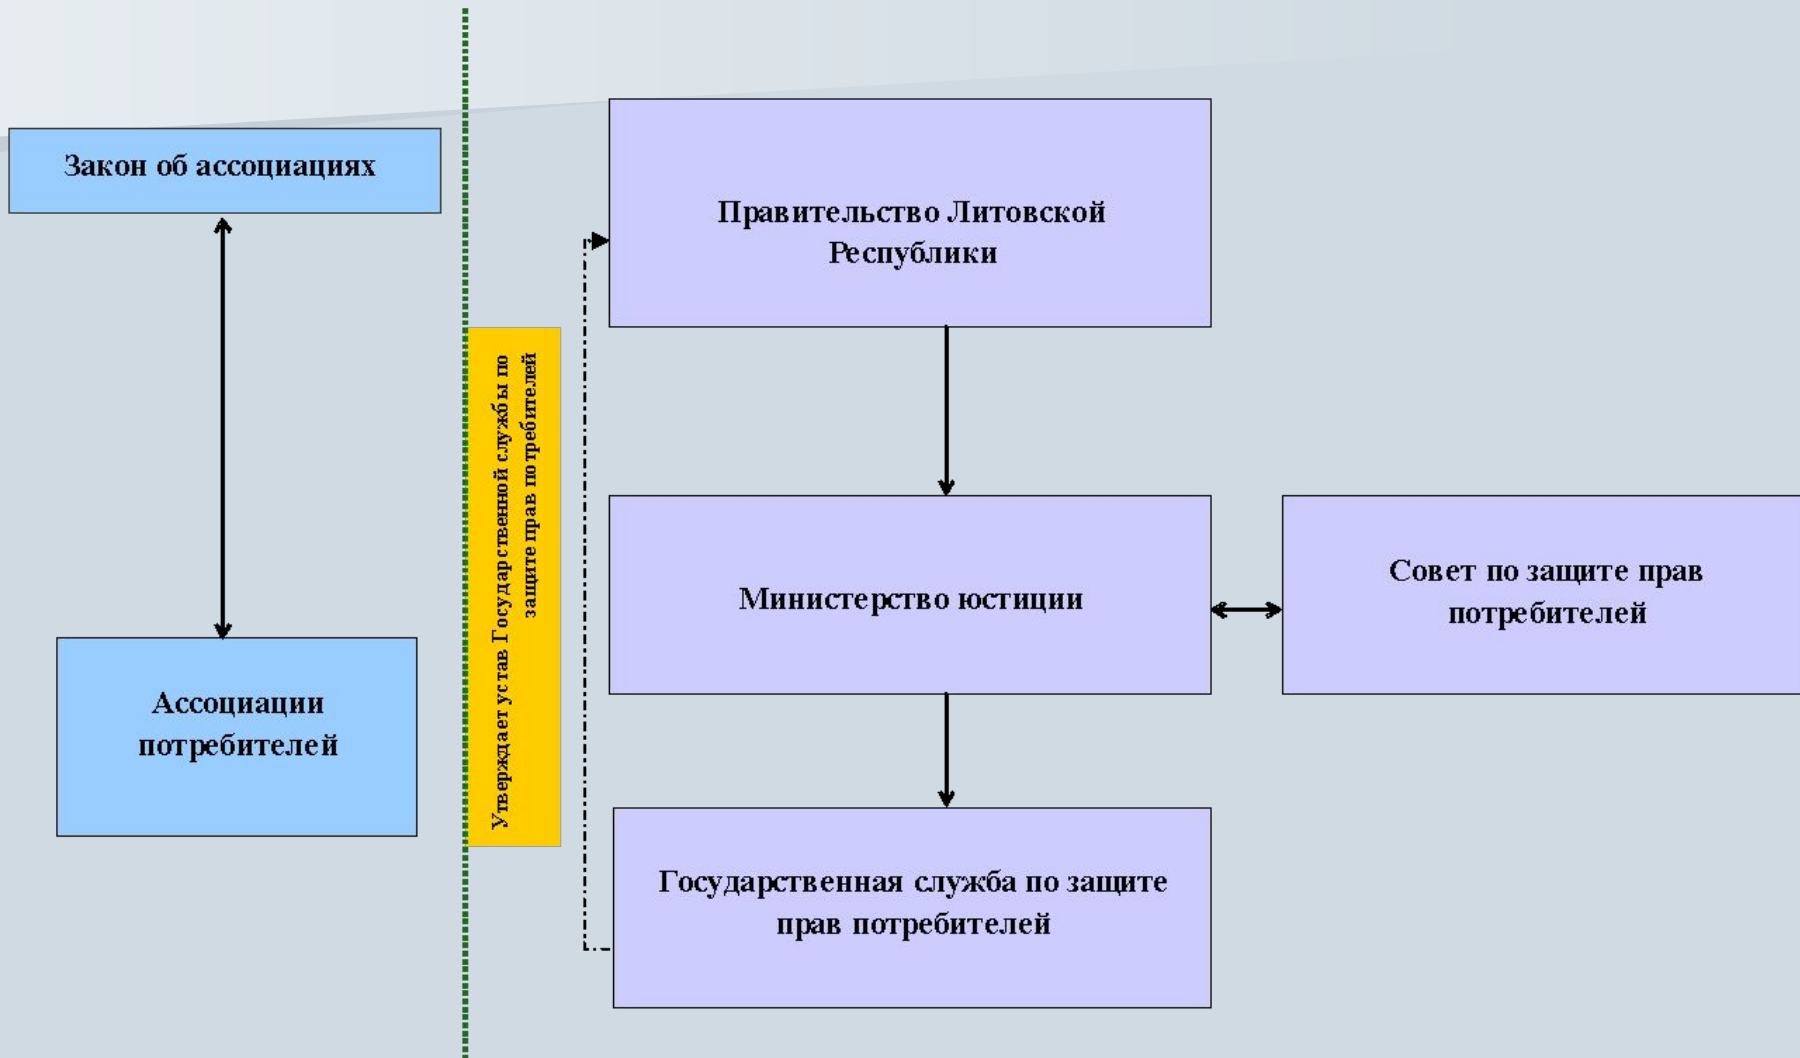 Закон об ассоциациях
Ассоциации
потребителей
Утверждает устав Государственной службы по
защите прав потребителей
Правительство Литовской
Республики
Министерство юстиции
Совет по защите прав
потребителей
Государственная служба по защите
прав потребителей